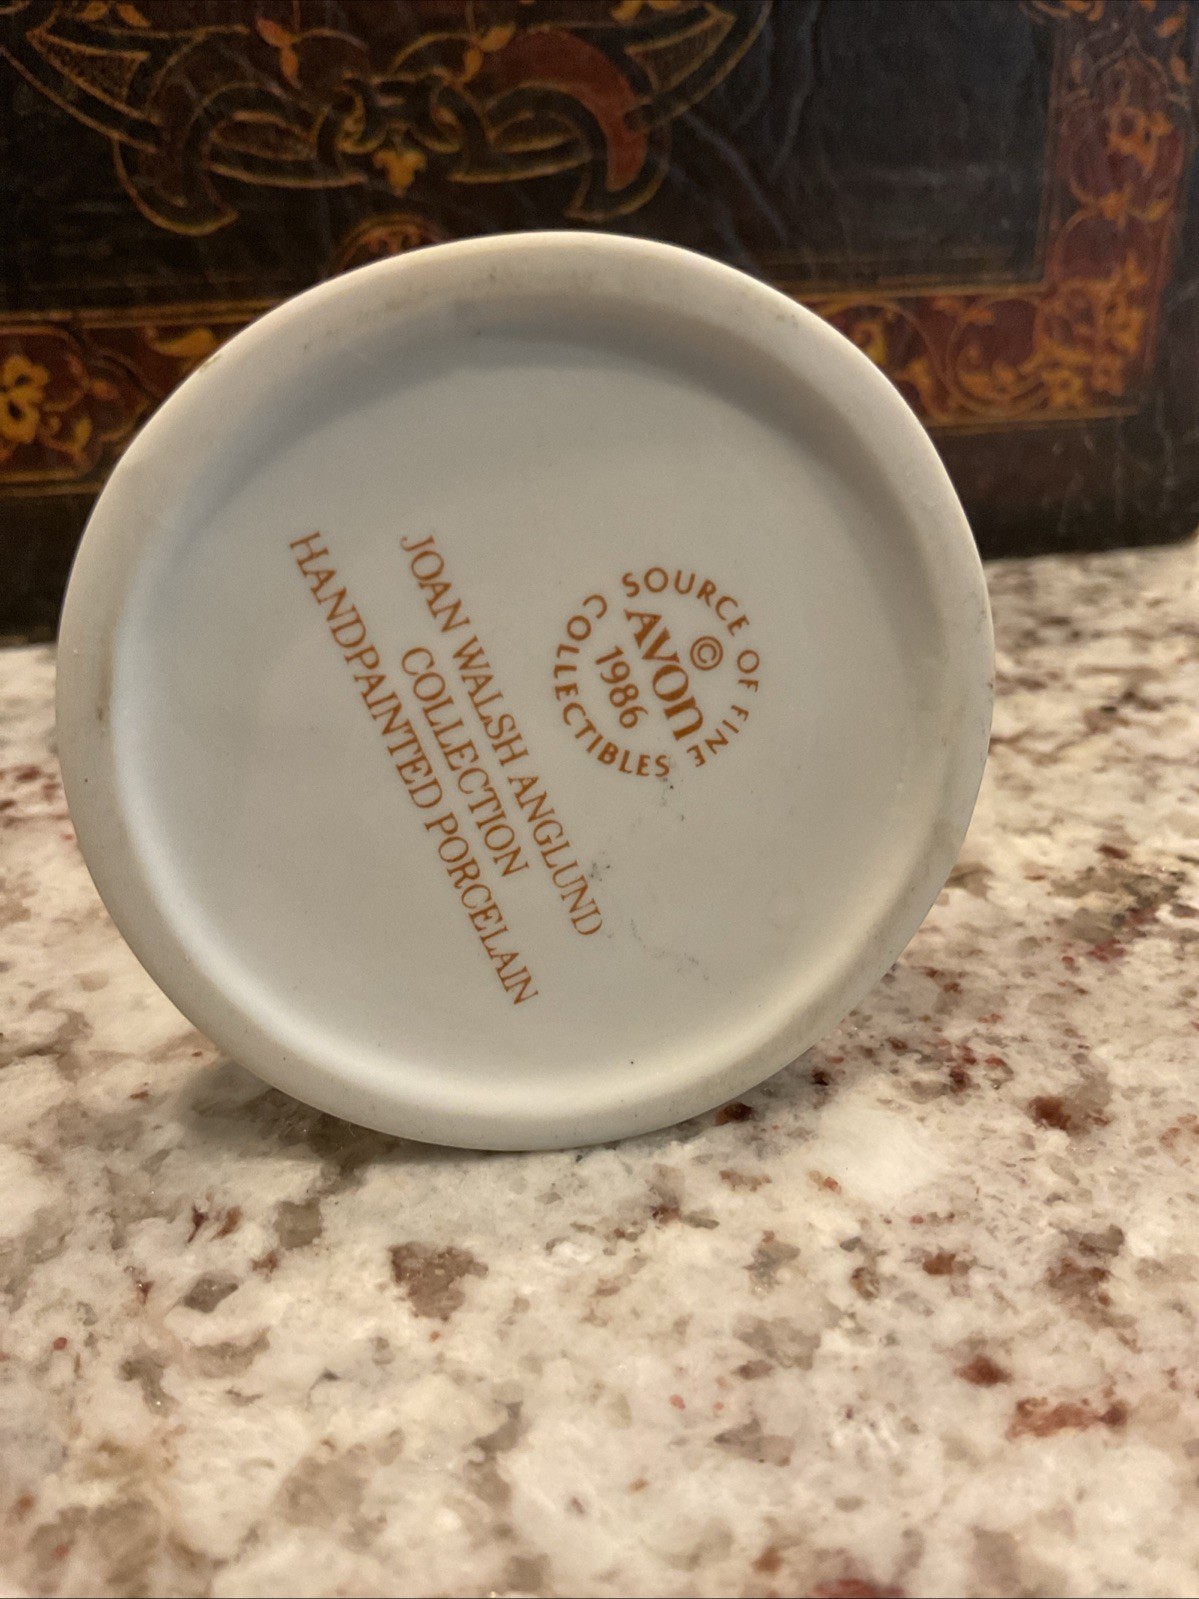 SOURCE OF FINE
©
AVON
1986
COLLECTIBLES
JOAN WALSH ANGLUND
COLLECTION
HANDPAINTED PORCELAIN